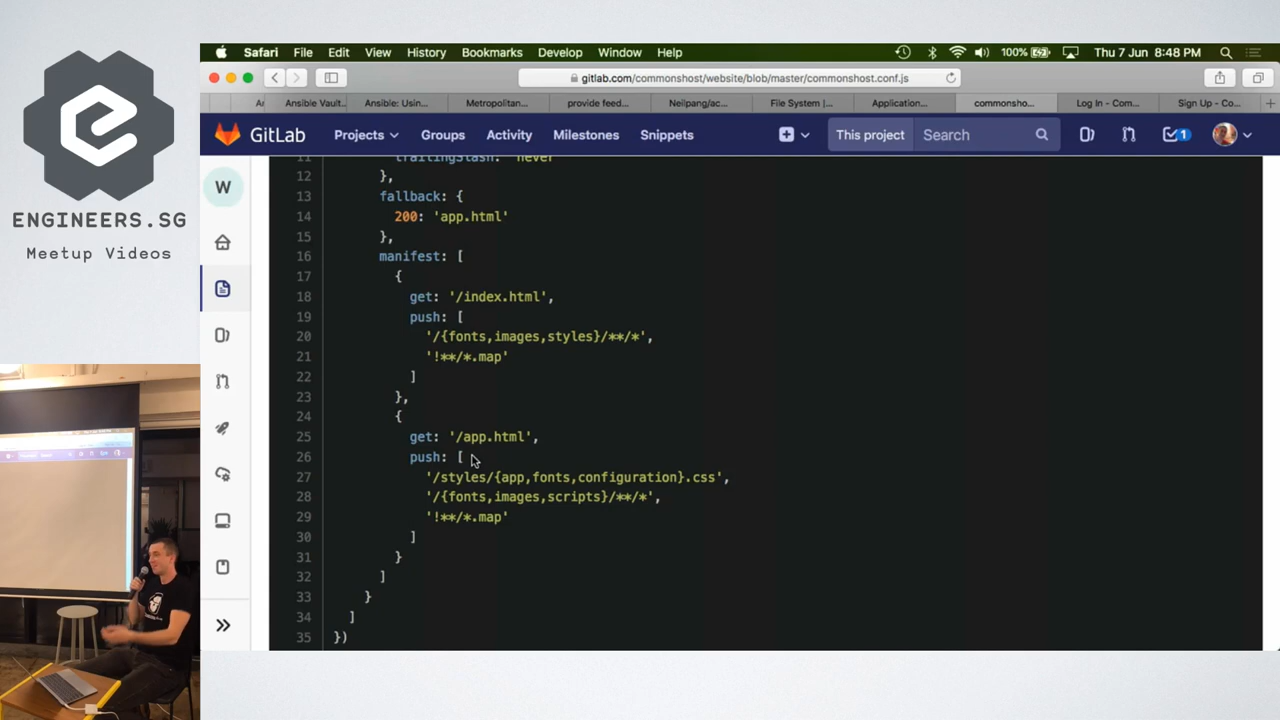 ENGINEERS.SG
Meetup Videos
Safari File Edit View History Bookmarks Develop Window Help 100% Thu 7 Jun 8:48 PM
gitlab.com/commonshost/website/blob/master/commonshost.conf.js
Ar Ansible Vault... Ansible: Usin... Metropolitan... provide feed... Neilpang/ac... File System |... Application... commonsho... Log In – Com... Sign Up – Co... +
GitLab Projects Groups Activity Milestones Snippets This project Search 1
W
11 trailingSlash: 'never'
12 },
13 fallback: {
14 200: 'app.html'
15 },
16 manifest: [
17 {
18 get: '/index.html',
19 push: [
20 '/{fonts,images,styles}/**/*',
21 '!**/*.map'
22 ]
23 },
24 {
25 get: '/app.html',
26 push: [
27 '/styles/{app,fonts,configuration}.css',
28 '/{fonts,images,scripts}/**/*',
29 '!**/*.map'
30 ]
31 }
32 ]
33 }
34 ]
35 })